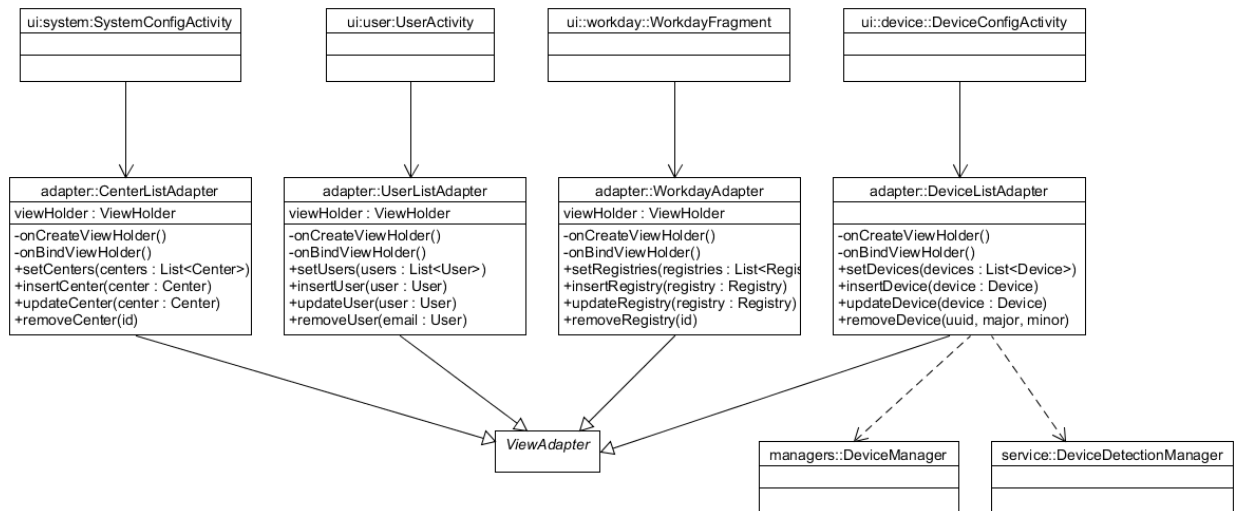 ui:system:SystemConfigActivity
ui:user:UserActivity
ui::workday::WorkdayFragment
ui::device::DeviceConfigActivity
adapter::CenterListAdapter
viewHolder : ViewHolder
-onCreateViewHolder()
-onBindViewHolder()
+setCenters(centers : List<Center>)
+insertCenter(center : Center)
+updateCenter(center : Center)
+removeCenter(id)
adapter::UserListAdapter
viewHolder : ViewHolder
-onCreateViewHolder()
-onBindViewHolder()
+setUsers(users : List<User>)
+insertUser(user : User)
+updateUser(user : User)
+removeUser(email : User)
adapter::WorkdayAdapter
viewHolder : ViewHolder
-onCreateViewHolder()
-onBindViewHolder()
+setRegistries(registries : List<Regis
+insertRegistry(registry : Registry)
+updateRegistry(registry : Registry)
+removeRegistry(id)
adapter::DeviceListAdapter
-onCreateViewHolder()
-onBindViewHolder()
+setDevices(devices : List<Device>)
+insertDevice(device : Device)
+updateDevice(device : Device)
+removeDevice(uuid, major, minor)
ViewAdapter
managers::DeviceManager
service::DeviceDetectionManager